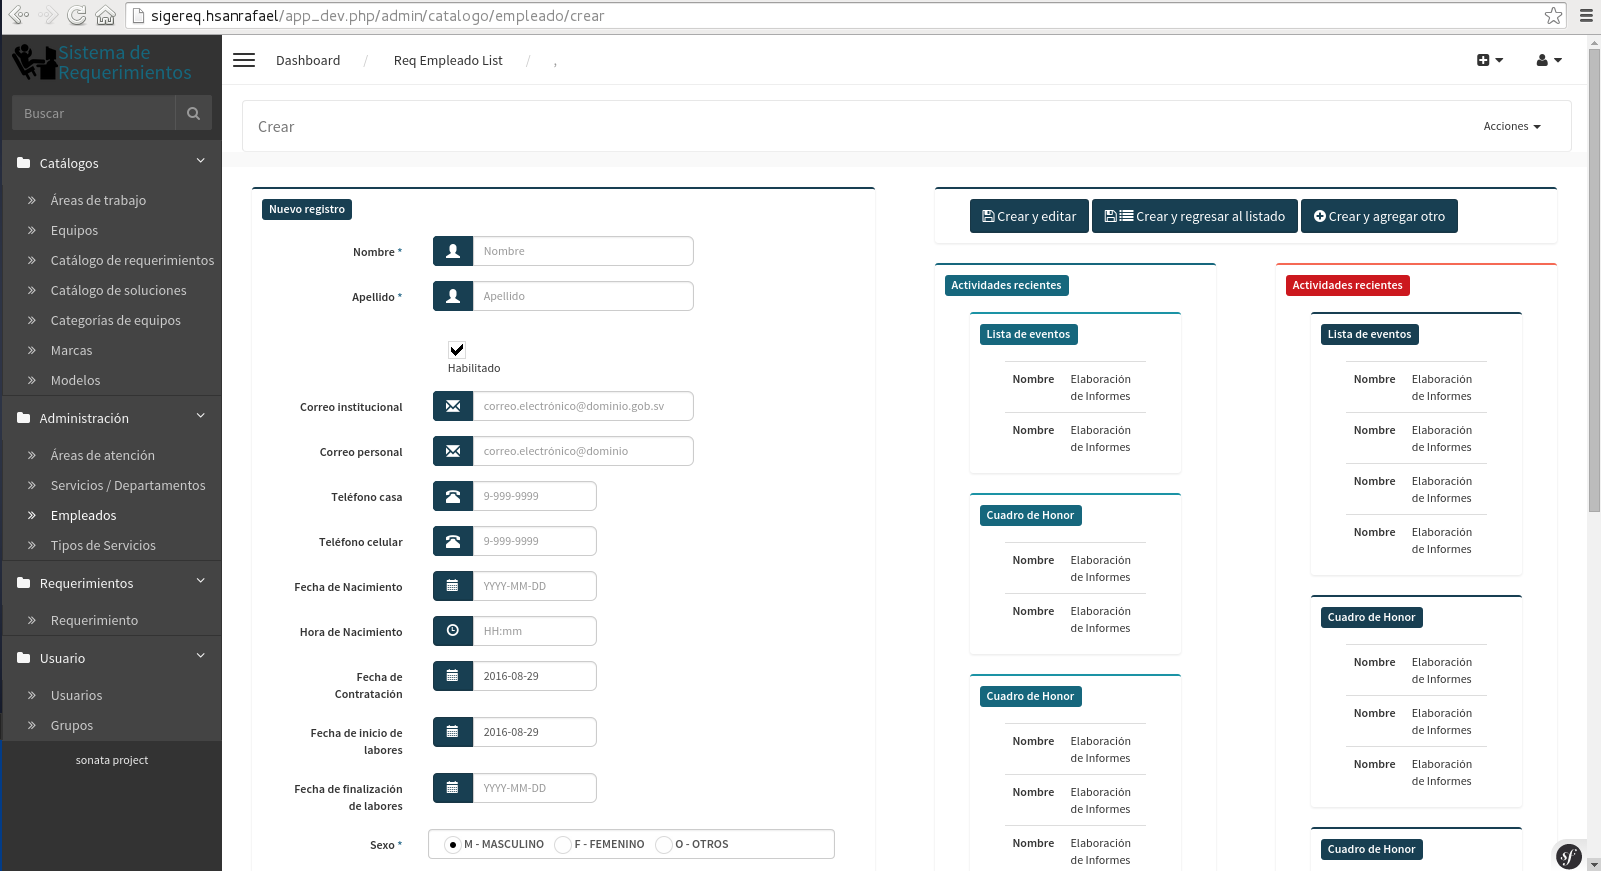 sigereq.hsanrafael/app_dev.php/admin/catalogo/empleado/crear
Sistema de
Requerimientos
Buscar
Catálogos
Áreas de trabajo
Equipos
Catálogo de requerimientos
Catálogo de soluciones
Categorías de equipos
Marcas
Modelos
Administración
Áreas de atención
Servicios / Departamentos
Empleados
Tipos de Servicios
Requerimientos
Requerimiento
Usuario
Usuarios
Grupos
sonata project
Dashboard / Req Empleado List / ,
Crear
Acciones
Nuevo registro
Nombre * Nombre
Apellido * Apellido
Habilitado
Correo institucional correo.electrónico@dominio.gob.sv
Correo personal correo.electrónico@dominio
Teléfono casa 9-999-9999
Teléfono celular 9-999-9999
Fecha de Nacimiento YYYY-MM-DD
Hora de Nacimiento HH:mm
Fecha de 2016-08-29
Contratación
Fecha de inicio de 2016-08-29
labores
Fecha de finalización YYYY-MM-DD
de labores
Sexo * M - MASCULINO F - FEMENINO O - OTROS
Crear y editar Crear y regresar al listado Crear y agregar otro
Actividades recientes
Lista de eventos
Nombre Elaboración
de Informes
Nombre Elaboración
de Informes
Cuadro de Honor
Nombre Elaboración
de Informes
Nombre Elaboración
de Informes
Cuadro de Honor
Nombre Elaboración
de Informes
Nombre Elaboración
de Informes
Nombre Elaboración
de Informes
Actividades recientes
Lista de eventos
Nombre Elaboración
de Informes
Nombre Elaboración
de Informes
Nombre Elaboración
de Informes
Nombre Elaboración
de Informes
Cuadro de Honor
Nombre Elaboración
de Informes
Nombre Elaboración
de Informes
Nombre Elaboración
de Informes
Cuadro de Honor
sf